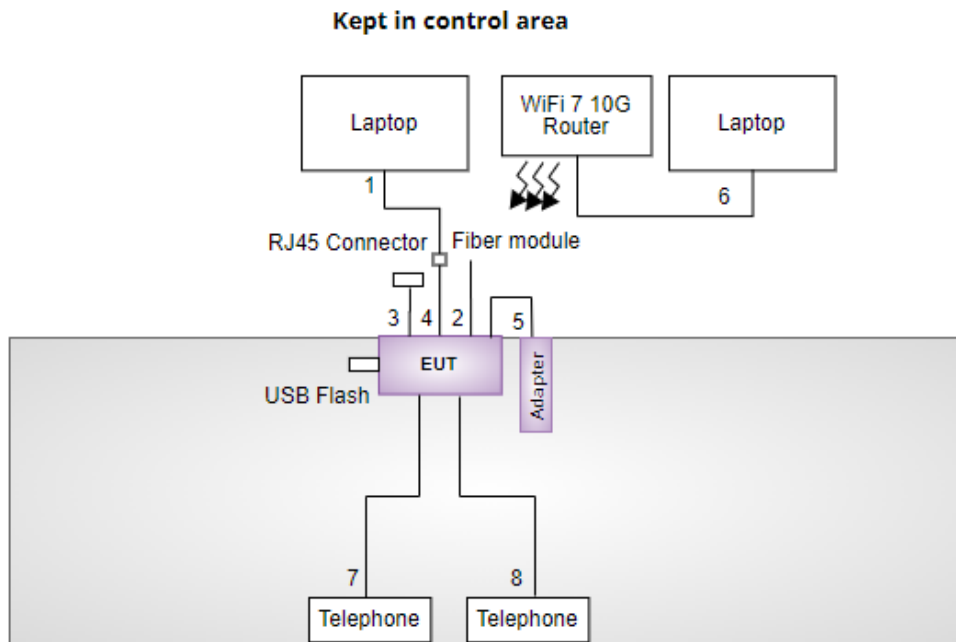 Kept in control area
Laptop
WiFi 7 10G
Router
Laptop
1
6
RJ45 Connector
Fiber module
3
4
2
5
EUT
USB Flash
Adapter
7
8
Telephone
Telephone